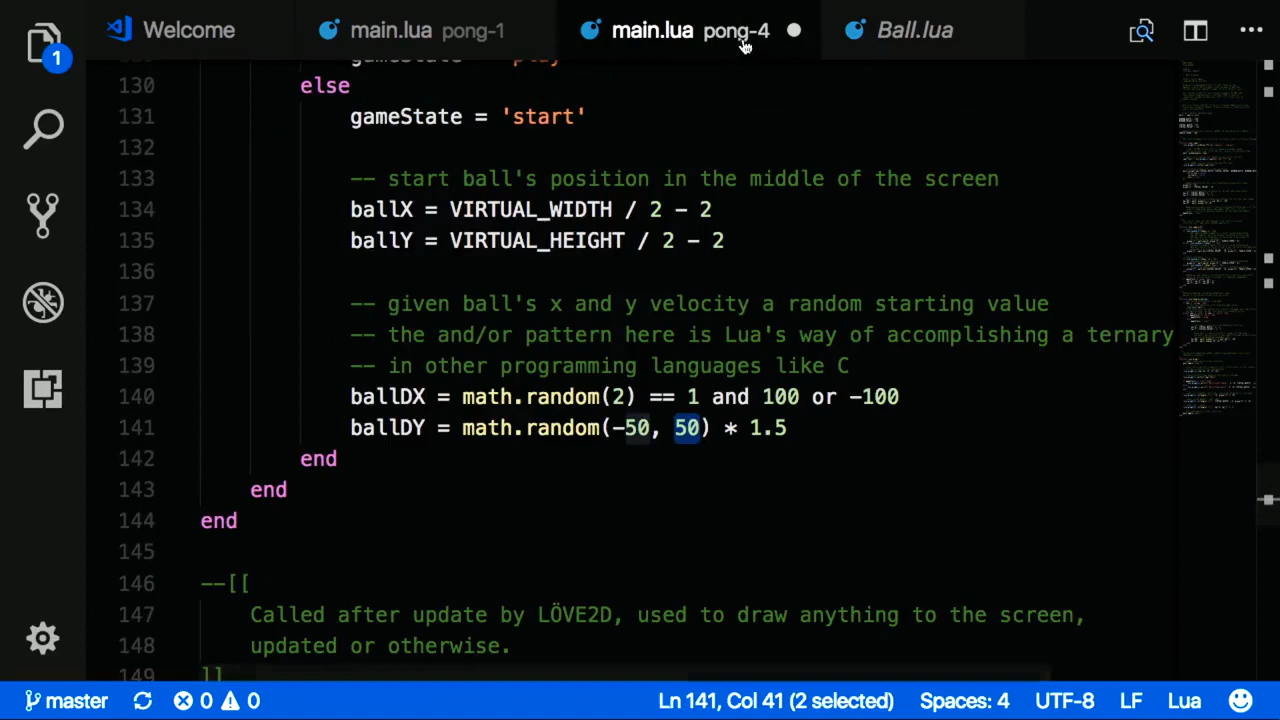 Welcome
main.lua pong-1
main.lua pong-4
Ball.lua
1
gameState = 'play'
130 else
131 gameState = 'start'
132
133 -- start ball's position in the middle of the screen
134 ballX = VIRTUAL_WIDTH / 2 - 2
135 ballY = VIRTUAL_HEIGHT / 2 - 2
136
137 -- given ball's x and y velocity a random starting value
138 -- the and/or pattern here is Lua's way of accomplishing a ternary
139 -- in other programming languages like C
140 ballDX = math.random(2) == 1 and 100 or -100
141 ballDY = math.random(-50, 50) * 1.5
142 end
143 end
144 end
145
146 --[[
147 Called after update by LÖVE2D, used to draw anything to the screen,
148 updated or otherwise.
149 ]]
master 0 0 Ln 141, Col 41 (2 selected) Spaces: 4 UTF-8 LF Lua